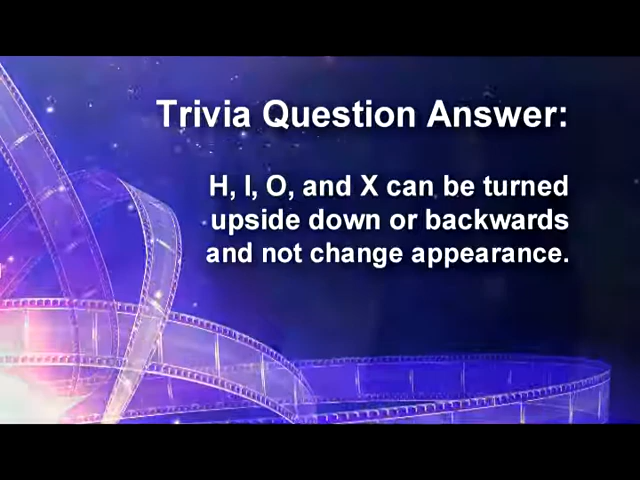 Trivia Question Answer:
H, I, O, and X can be turned
upside down or backwards
and not change appearance.